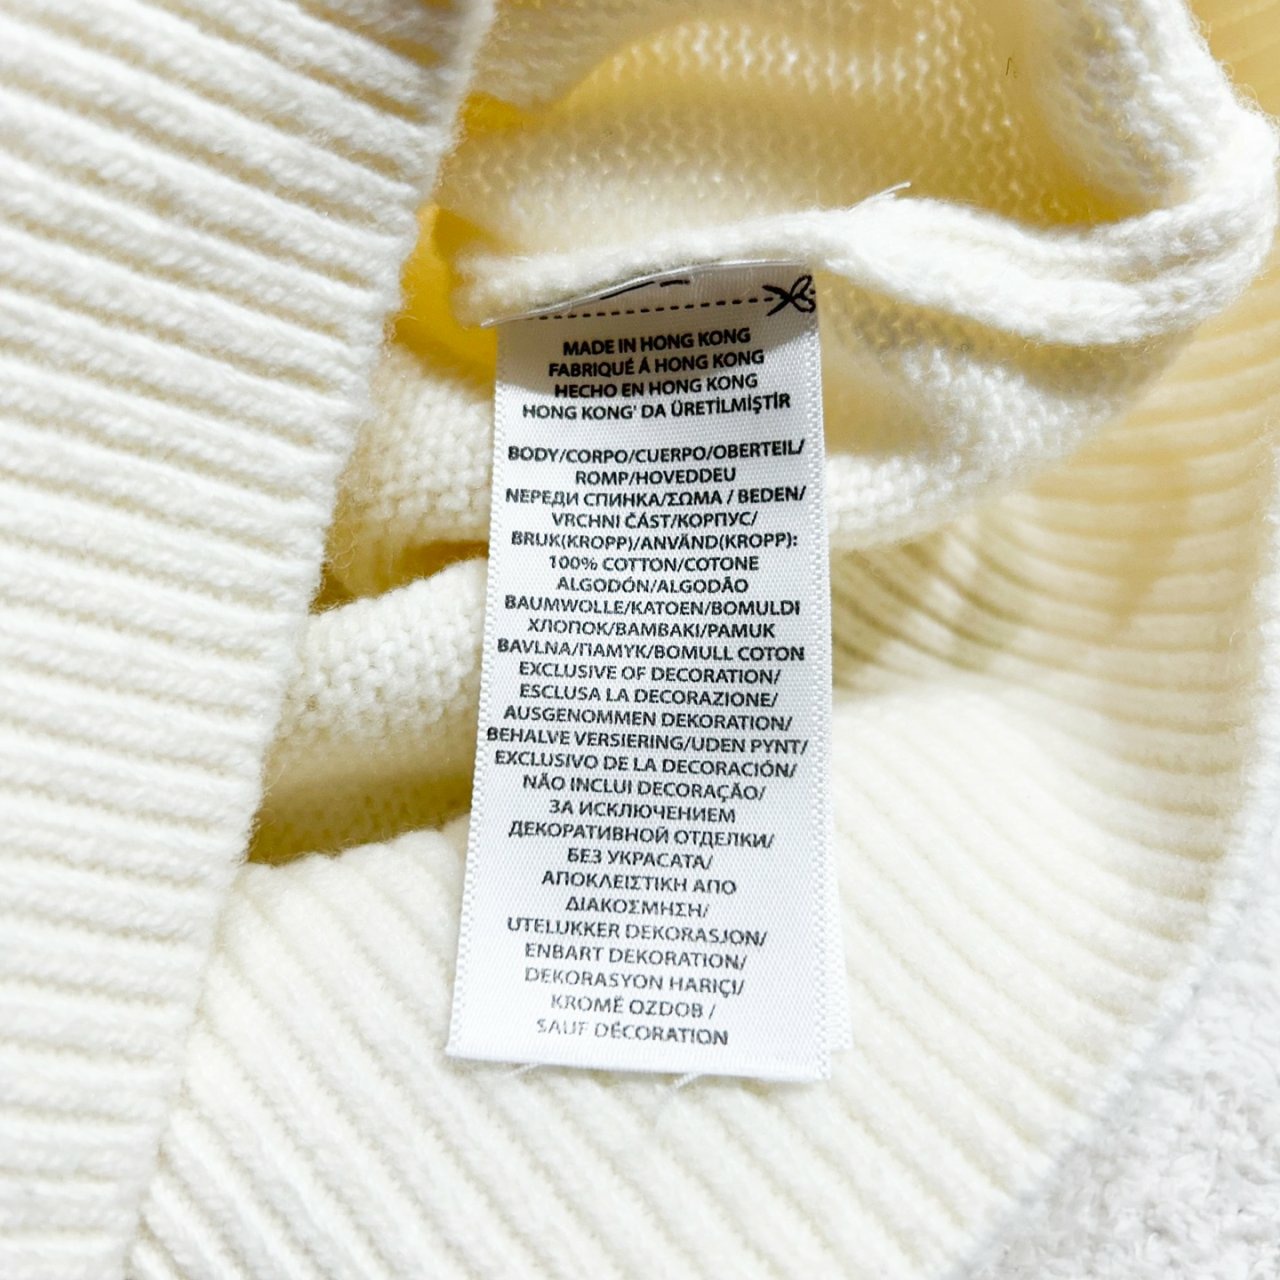 MADE IN HONG KONG
FABRIQUÉ Á HONG KONG
HECHO EN HONG KONG
HONG KONG' DA ÜRETİLMİŞTİR
BODY/CORPO/CUERPO/OBERTEIL/
ROMP/HOVEDDEU
NЕРЕДИ СПИНКА/ΣΩMA / BEDEN/
VRCHNI ČÁST/КОРПУС/
BRUK(KROPP)/ANVÄND(KROPP):
100% COTTON/COTONE
ALGODÓN/ALGODÃO
BAUMWOLLE/KATOEN/BOMULDI
ХЛОПОК/BAMBAKI/PAMUK
BAVLNA/ПАМУК/BOMULL COTON
EXCLUSIVE OF DECORATION/
ESCLUSA LA DECORAZIONE/
AUSGENOMMEN DEKORATION/
BEHALVE VERSIERING/UDEN PYNT/
EXCLUSIVO DE LA DECORACIÓN/
NÃO INCLUI DECORAÇÃO/
ЗА ИСКЛЮЧЕНИЕМ
ДЕКОРАТИВНОЙ ОТДЕЛКИ/
БЕЗ УКРАСАТА/
ΑΠΟΚΛΕΙΣΤΙΚΗ ΑΠΟ
ΔΙΑΚΟΣΜΗΣΗ/
UTELUKKER DEKORASJON/
ENBART DEKORATION/
DEKORASYON HARIÇI/
KROMĚ OZDOB /
SAUF DÉCORATION